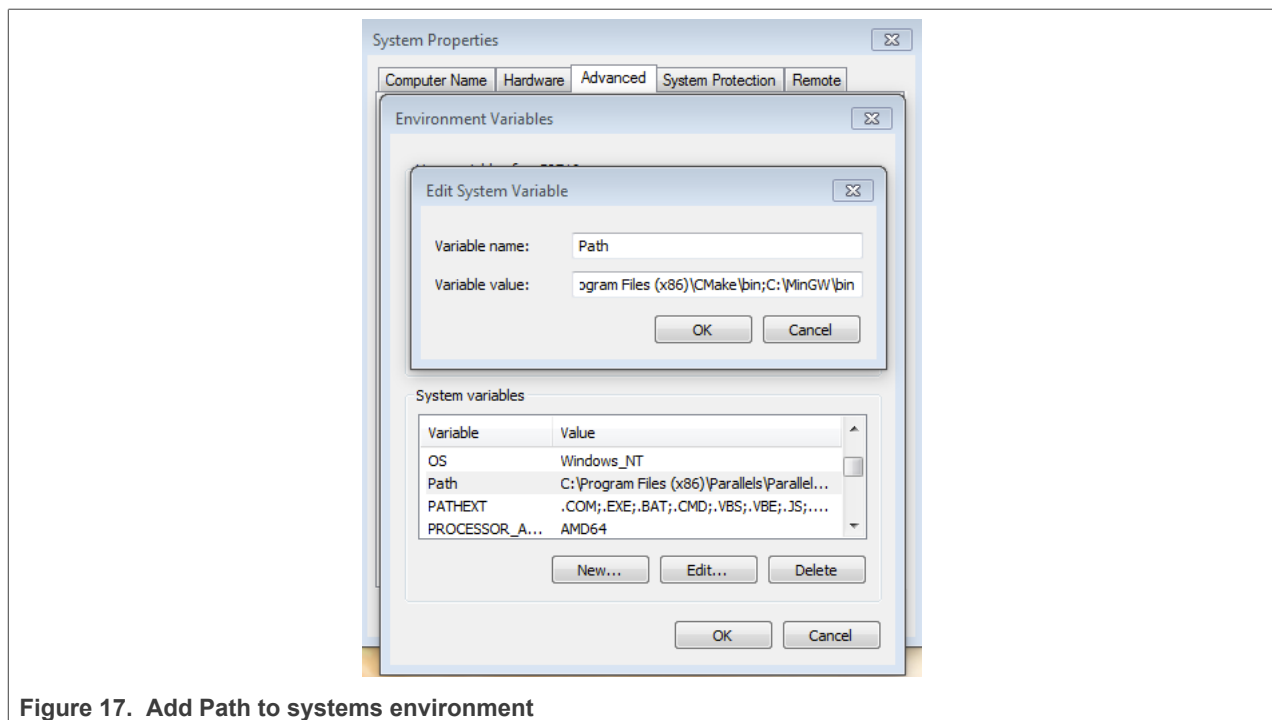 System Properties
Computer Name Hardware Advanced System Protection Remote
Environment Variables
Edit System Variable
Variable name: Path
Variable value: ogram Files (x86)\CMake\bin;C:\MinGW\bin
OK Cancel
System variables
Variable Value
OS Windows_NT
Path C:\Program Files (x86)\Parallels\Parallel...
PATHEXT .COM;.EXE;.BAT;.CMD;.VBS;.VBE;.JS;....
PROCESSOR_A... AMD64
New... Edit... Delete
OK Cancel
Figure 17. Add Path to systems environment